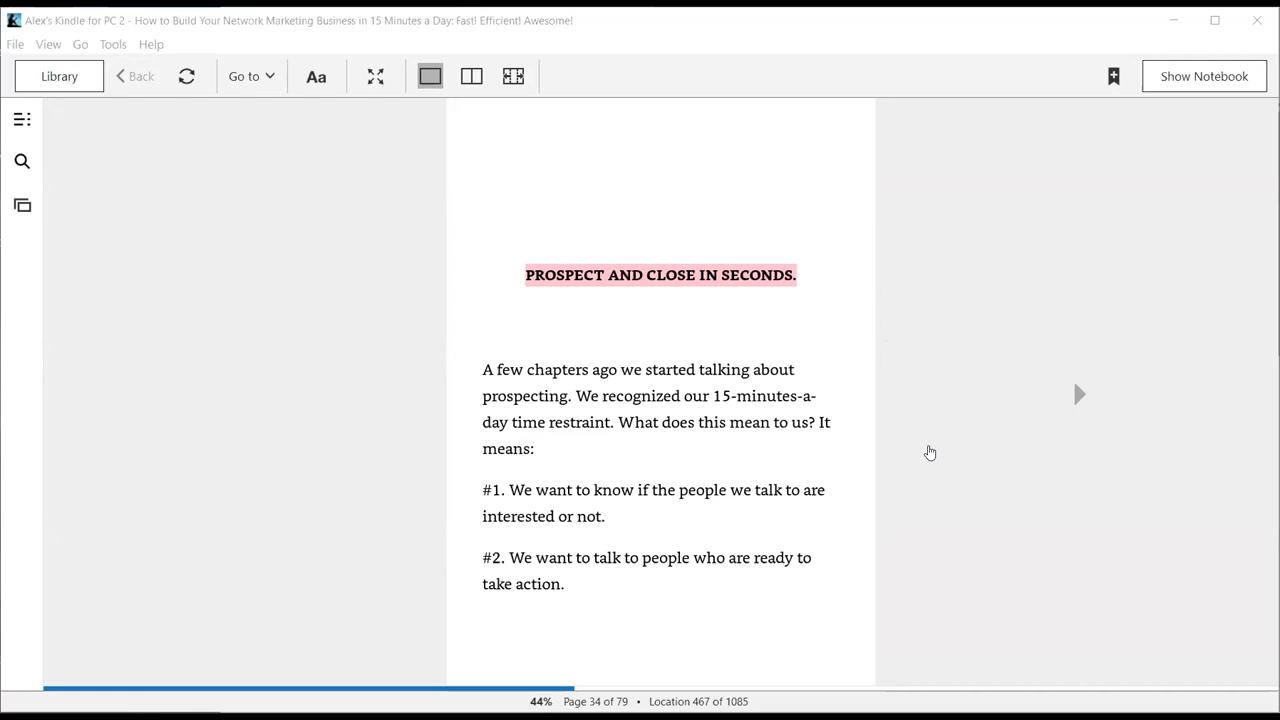 Alex's Kindle for PC 2 - How to Build Your Network Marketing Business in 15 Minutes a Day: Fast! Efficient! Awesome!
File View Go Tools Help
Library Back Go to Aa Show Notebook
PROSPECT AND CLOSE IN SECONDS.
A few chapters ago we started talking about
prospecting. We recognized our 15-minutes-a-
day time restraint. What does this mean to us? It
means:
#1. We want to know if the people we talk to are
interested or not.
#2. We want to talk to people who are ready to
take action.
44% Page 34 of 79 • Location 467 of 1085